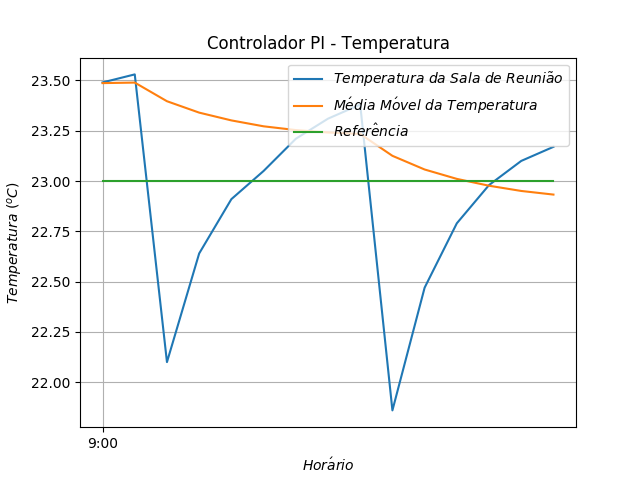 Controlador PI - Temperatura
Temperatura da Sala de Reunião
Média Móvel da Temperatura
Referência
23.50
23.25
23.00
22.75
22.50
22.25
22.00
Temperatura (°C)
9:00
Horário